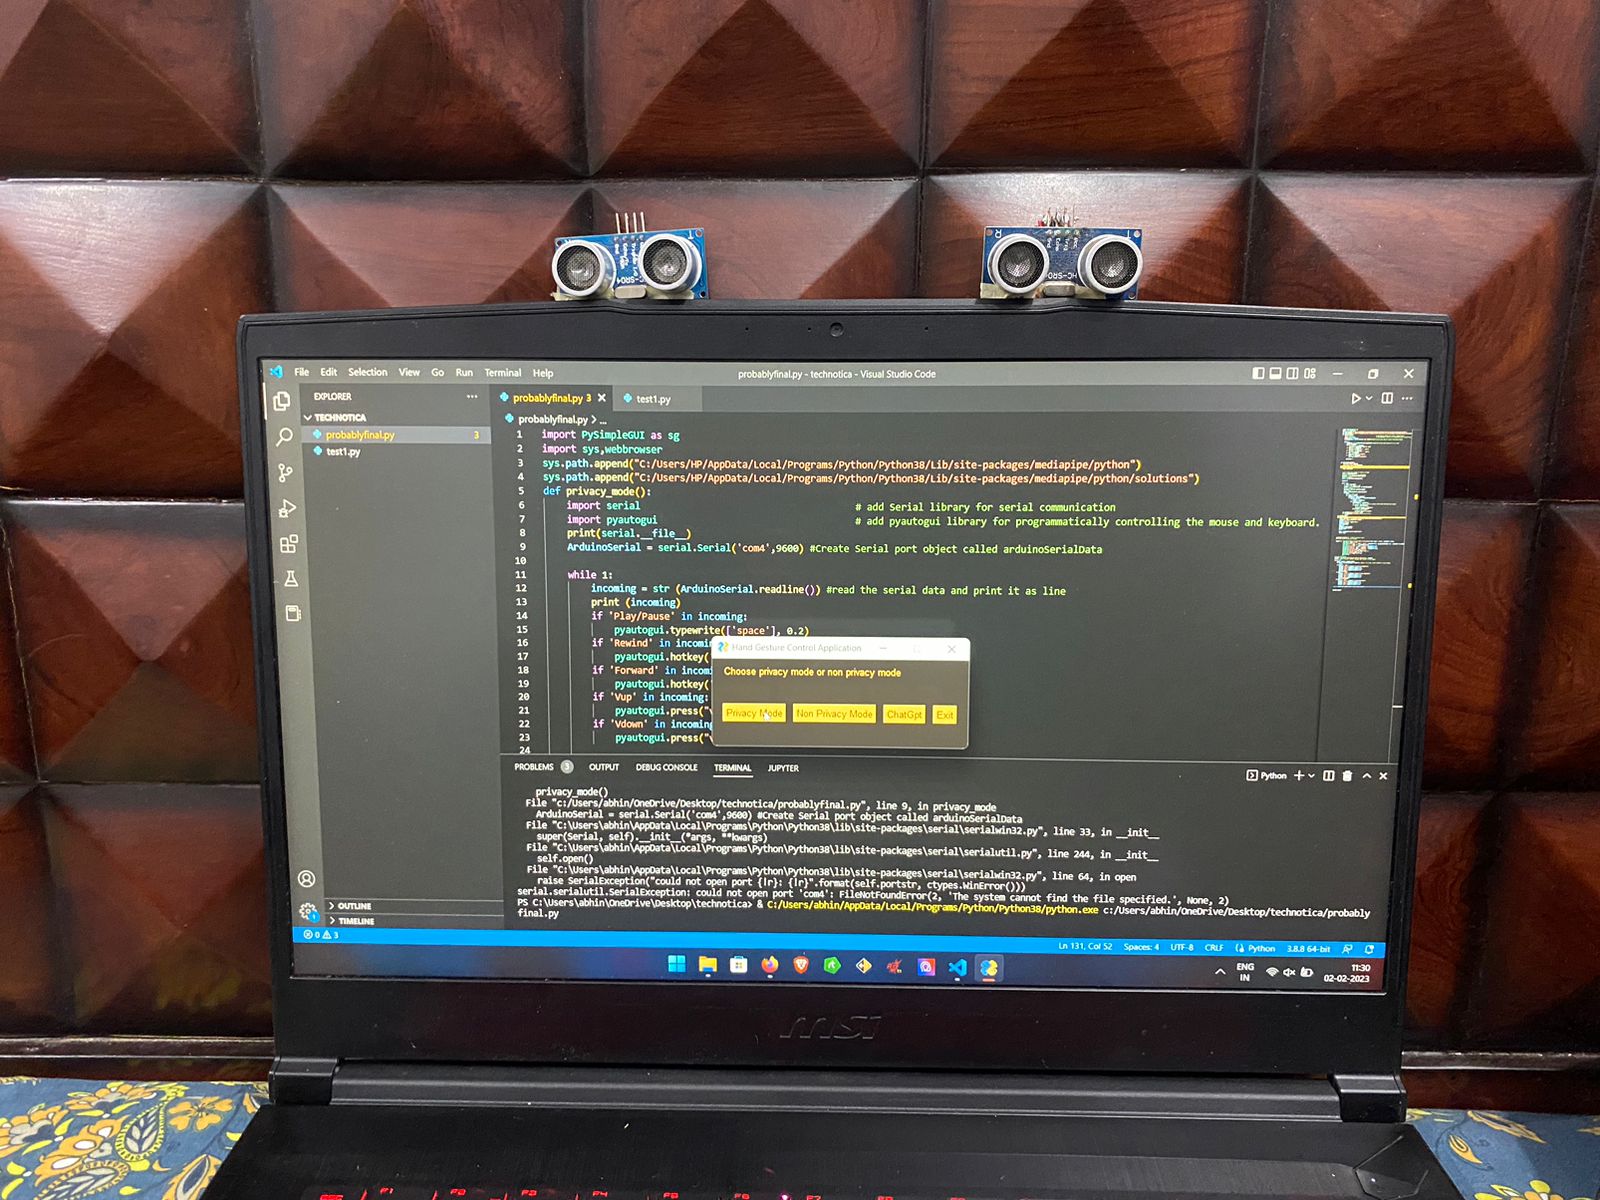 File Edit Selection View Go Run Terminal Help
probablyfinal.py - technotica - Visual Studio Code
EXPLORER
TECHNOTICA
probablyfinal.py 3
test1.py
probablyfinal.py 3
test1.py
probablyfinal.py > ...
1 import PySimpleGUI as sg
2 import sys,webbrowser
3 sys.path.append("C:/Users/HP/AppData/Local/Programs/Python/Python38/Lib/site-packages/mediapipe/python")
4 sys.path.append("C:/Users/HP/AppData/Local/Programs/Python/Python38/Lib/site-packages/mediapipe/python/solutions")
5 def privacy_mode():
6 import serial # add Serial library for serial communication
7 import pyautogui # add pyautogui library for programmatically controlling the mouse and keyboard.
8 print(serial.__file__)
9 ArduinoSerial = serial.Serial('com4',9600) #Create Serial port object called arduinoSerialData
10
11 while 1:
12 incoming = str (ArduinoSerial.readline()) #read the serial data and print it as line
13 print (incoming)
14 if 'Play/Pause' in incoming:
15 pyautogui.typewrite(['space'], 0.2)
16 if 'Rewind' in incomin
17 pyautogui.hotkey('
18 if 'Forward' in incom
19 pyautogui.hotkey('
20 if 'Vup' in incoming:
21 pyautogui.press("
22 if 'Vdown' in incoming
23 pyautogui.press("
24
Hand Gesture Control Application
Choose privacy mode or non privacy mode
Privacy Mode Non Privacy Mode ChatGpt Exit
PROBLEMS 3 OUTPUT DEBUG CONSOLE TERMINAL JUPYTER
Python
privacy_mode()
File "c:/Users/abhin/OneDrive/Desktop/technotica/probablyfinal.py", line 9, in privacy_mode
ArduinoSerial = serial.Serial('com4',9600) #Create Serial port object called arduinoSerialData
File "C:\Users\abhin\AppData\Local\Programs\Python\Python38\lib\site-packages\serial\serialwin32.py", line 33, in __init__
super(Serial, self).__init__(*args, **kwargs)
File "C:\Users\abhin\AppData\Local\Programs\Python\Python38\lib\site-packages\serial\serialutil.py", line 244, in __init__
self.open()
File "C:\Users\abhin\AppData\Local\Programs\Python\Python38\lib\site-packages\serial\serialwin32.py", line 64, in open
raise SerialException("could not open port {!r}: {!r}".format(self.portstr, ctypes.WinError()))
serial.serialutil.SerialException: could not open port 'com4': FileNotFoundError(2, 'The system cannot find the file specified.', None, 2)
PS C:\Users\abhin\OneDrive\Desktop\technotica> & C:/Users/abhin/AppData/Local/Programs/Python/Python38/python.exe c:/Users/abhin/OneDrive/Desktop/technotica/probably
final.py
OUTLINE
TIMELINE
0 3
Ln 131, Col 52 Spaces: 4 UTF-8 CRLF Python 3.8.8 64-bit
ENG
IN
11:30
02-02-2023
msi
F1 F2 F3 F4 F5 F6 F7